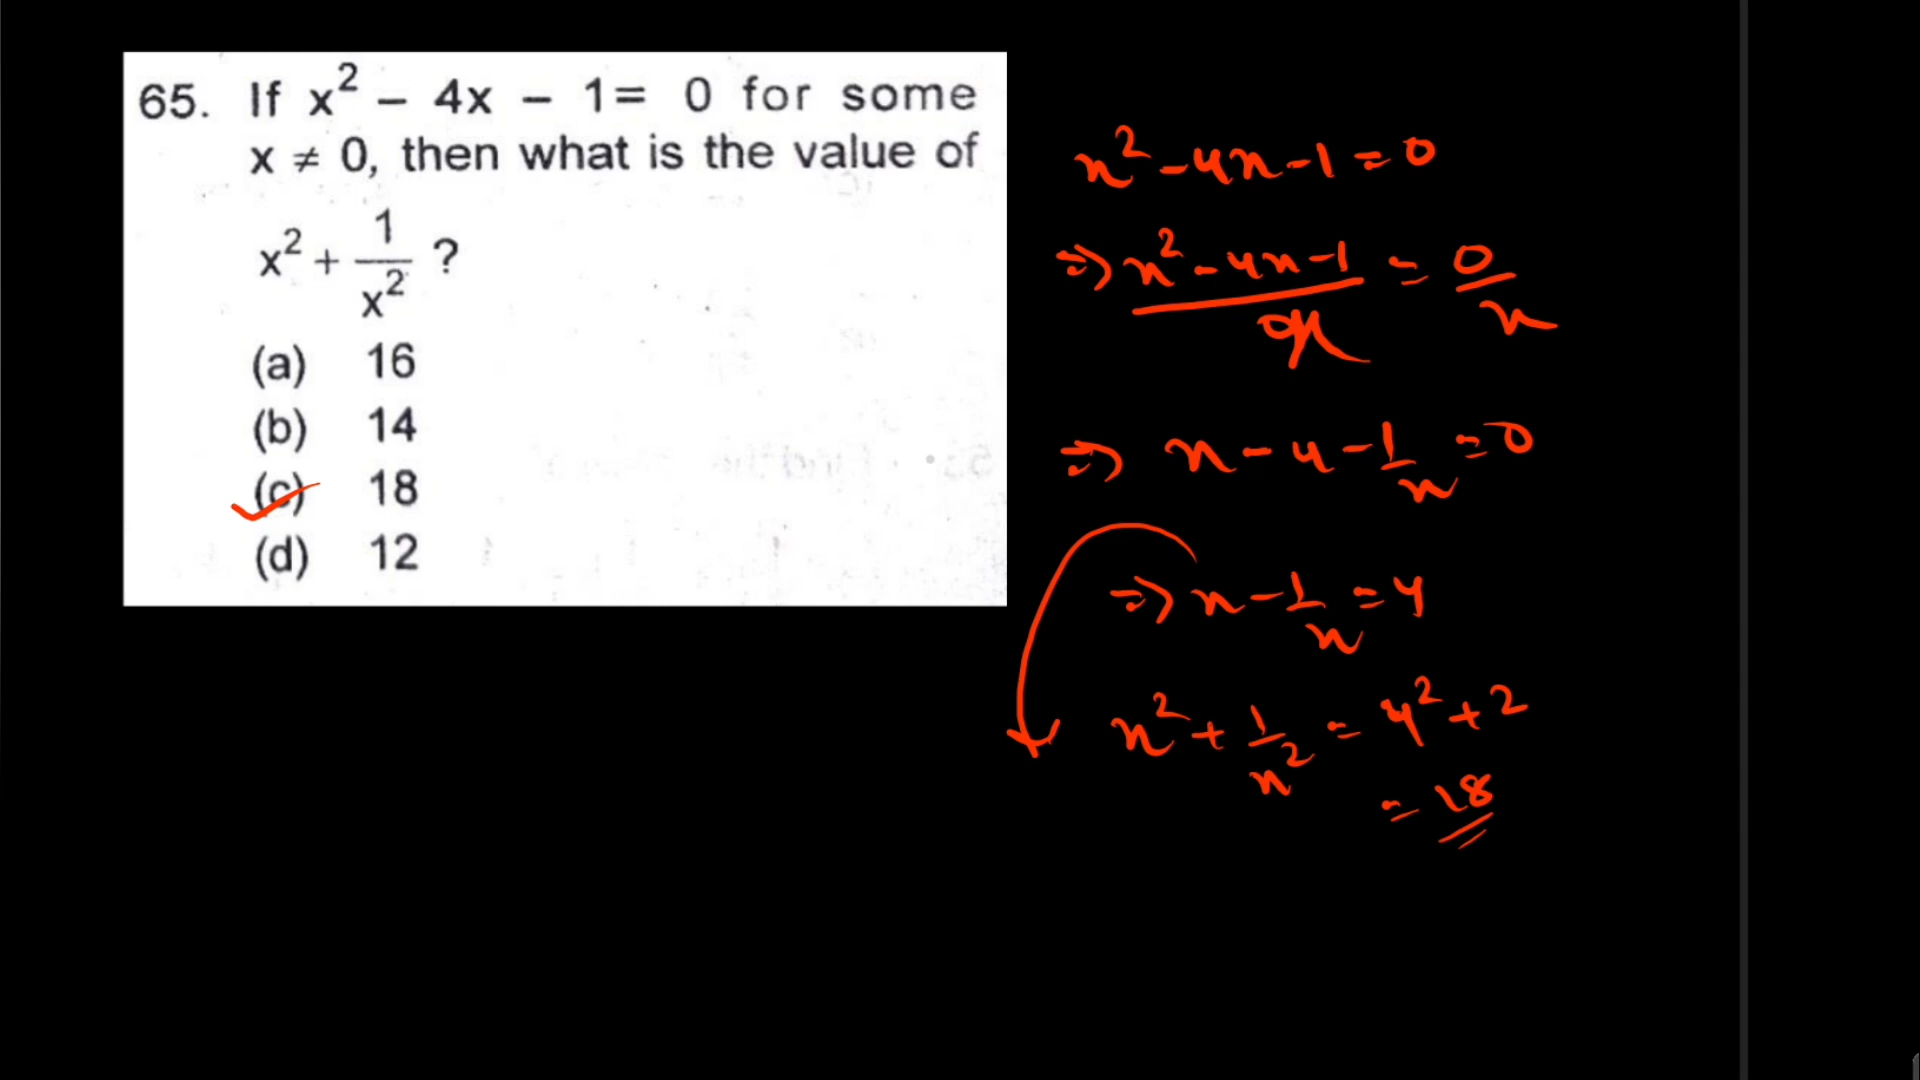 65. If x² – 4x – 1= 0 for some
x ≠ 0, then what is the value of
x² + 1/x² ?
(a) 16
(b) 14
(c) 18
(d) 12
x² - 4x - 1 = 0
⇒ (x² - 4x - 1)/x = 0/x
⇒ x - 4 - 1/x = 0
⇒ x - 1/x = 4
x² + 1/x² = 4² + 2
= 18